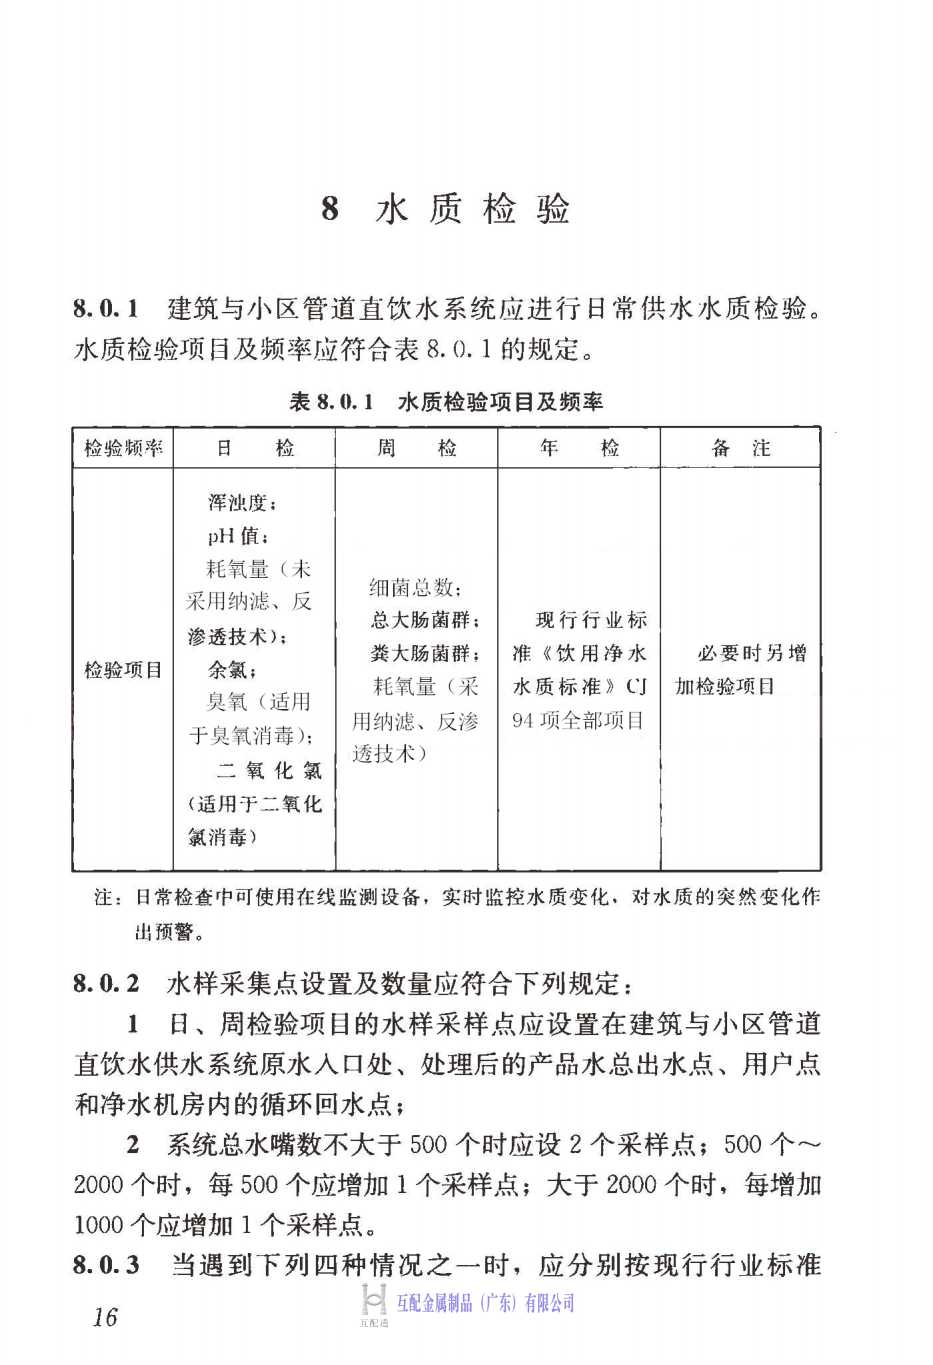 8 水质检验
8.0.1 建筑与小区管道直饮水系统应进行日常供水水质检验。
水质检验项目及频率应符合表 8.0.1 的规定。
表 8.0.1 水质检验项目及频率
检验频率 日 检 周 检 年 检 备 注
检验项目
浑浊度；
pH 值；
耗氧量（未
采用纳滤、反
渗透技术）；
余氯；
臭氧（适用
于臭氧消毒）；
二氧化氯
（适用于二氧化
氯消毒）
细菌总数；
总大肠菌群；
粪大肠菌群；
耗氧量（采
用纳滤、反渗
透技术）
现行行业标
准《饮用净水
水质标准》CJ
94 项全部项目
必要时另增
加检验项目
注：日常检查中可使用在线监测设备，实时监控水质变化，对水质的突然变化作
出预警。
8.0.2 水样采集点设置及数量应符合下列规定：
1 日、周检验项目的水样采样点应设置在建筑与小区管道
直饮水供水系统原水入口处、处理后的产品水总出水点、用户点
和净水机房内的循环回水点；
2 系统总水嘴数不大于 500 个时应设 2 个采样点；500 个～
2000 个时，每 500 个应增加 1 个采样点；大于 2000 个时，每增加
1000 个应增加 1 个采样点。
8.0.3 当遇到下列四种情况之一时，应分别按现行行业标准
16
互配通
互配金属制品（广东）有限公司